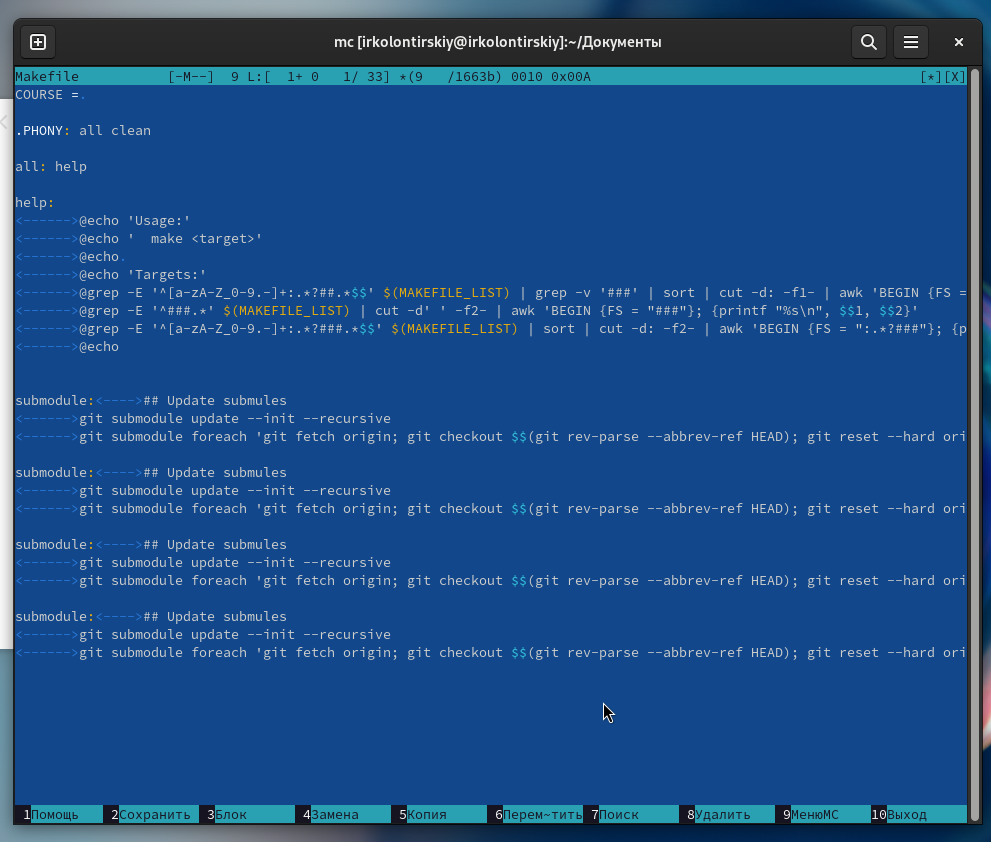 mc [irkolontirskiy@irkolontirskiy]:~/Документы
Makefile [-M--] 9 L:[ 1+ 0 1/ 33] *(9 /1663b) 0010 0x00A [*][X]
COURSE =.
.PHONY: all clean
all: help
help:
<------>@echo 'Usage:'
<------>@echo '  make <target>'
<------>@echo.
<------>@echo 'Targets:'
<------>@grep -E '^[a-zA-Z_0-9.-]+:.*?##.*$$' $(MAKEFILE_LIST) | grep -v '###' | sort | cut -d: -f1- | awk 'BEGIN {FS =
<------>@grep -E '^###.*' $(MAKEFILE_LIST) | cut -d' ' -f2- | awk 'BEGIN {FS = "###"}; {printf "%s\n", $$1, $$2}'
<------>@grep -E '^[a-zA-Z_0-9.-]+:.*?###.*$$' $(MAKEFILE_LIST) | sort | cut -d: -f2- | awk 'BEGIN {FS = ":.*?###"}; {p
<------>@echo
submodule:<---->## Update submules
<------>git submodule update --init --recursive
<------>git submodule foreach 'git fetch origin; git checkout $$(git rev-parse --abbrev-ref HEAD); git reset --hard ori
submodule:<---->## Update submules
<------>git submodule update --init --recursive
<------>git submodule foreach 'git fetch origin; git checkout $$(git rev-parse --abbrev-ref HEAD); git reset --hard ori
submodule:<---->## Update submules
<------>git submodule update --init --recursive
<------>git submodule foreach 'git fetch origin; git checkout $$(git rev-parse --abbrev-ref HEAD); git reset --hard ori
submodule:<---->## Update submules
<------>git submodule update --init --recursive
<------>git submodule foreach 'git fetch origin; git checkout $$(git rev-parse --abbrev-ref HEAD); git reset --hard ori
1Помощь 2Сохранить 3Блок 4Замена 5Копия 6Перем~тить 7Поиск 8Удалить 9МенюМС 10Выход